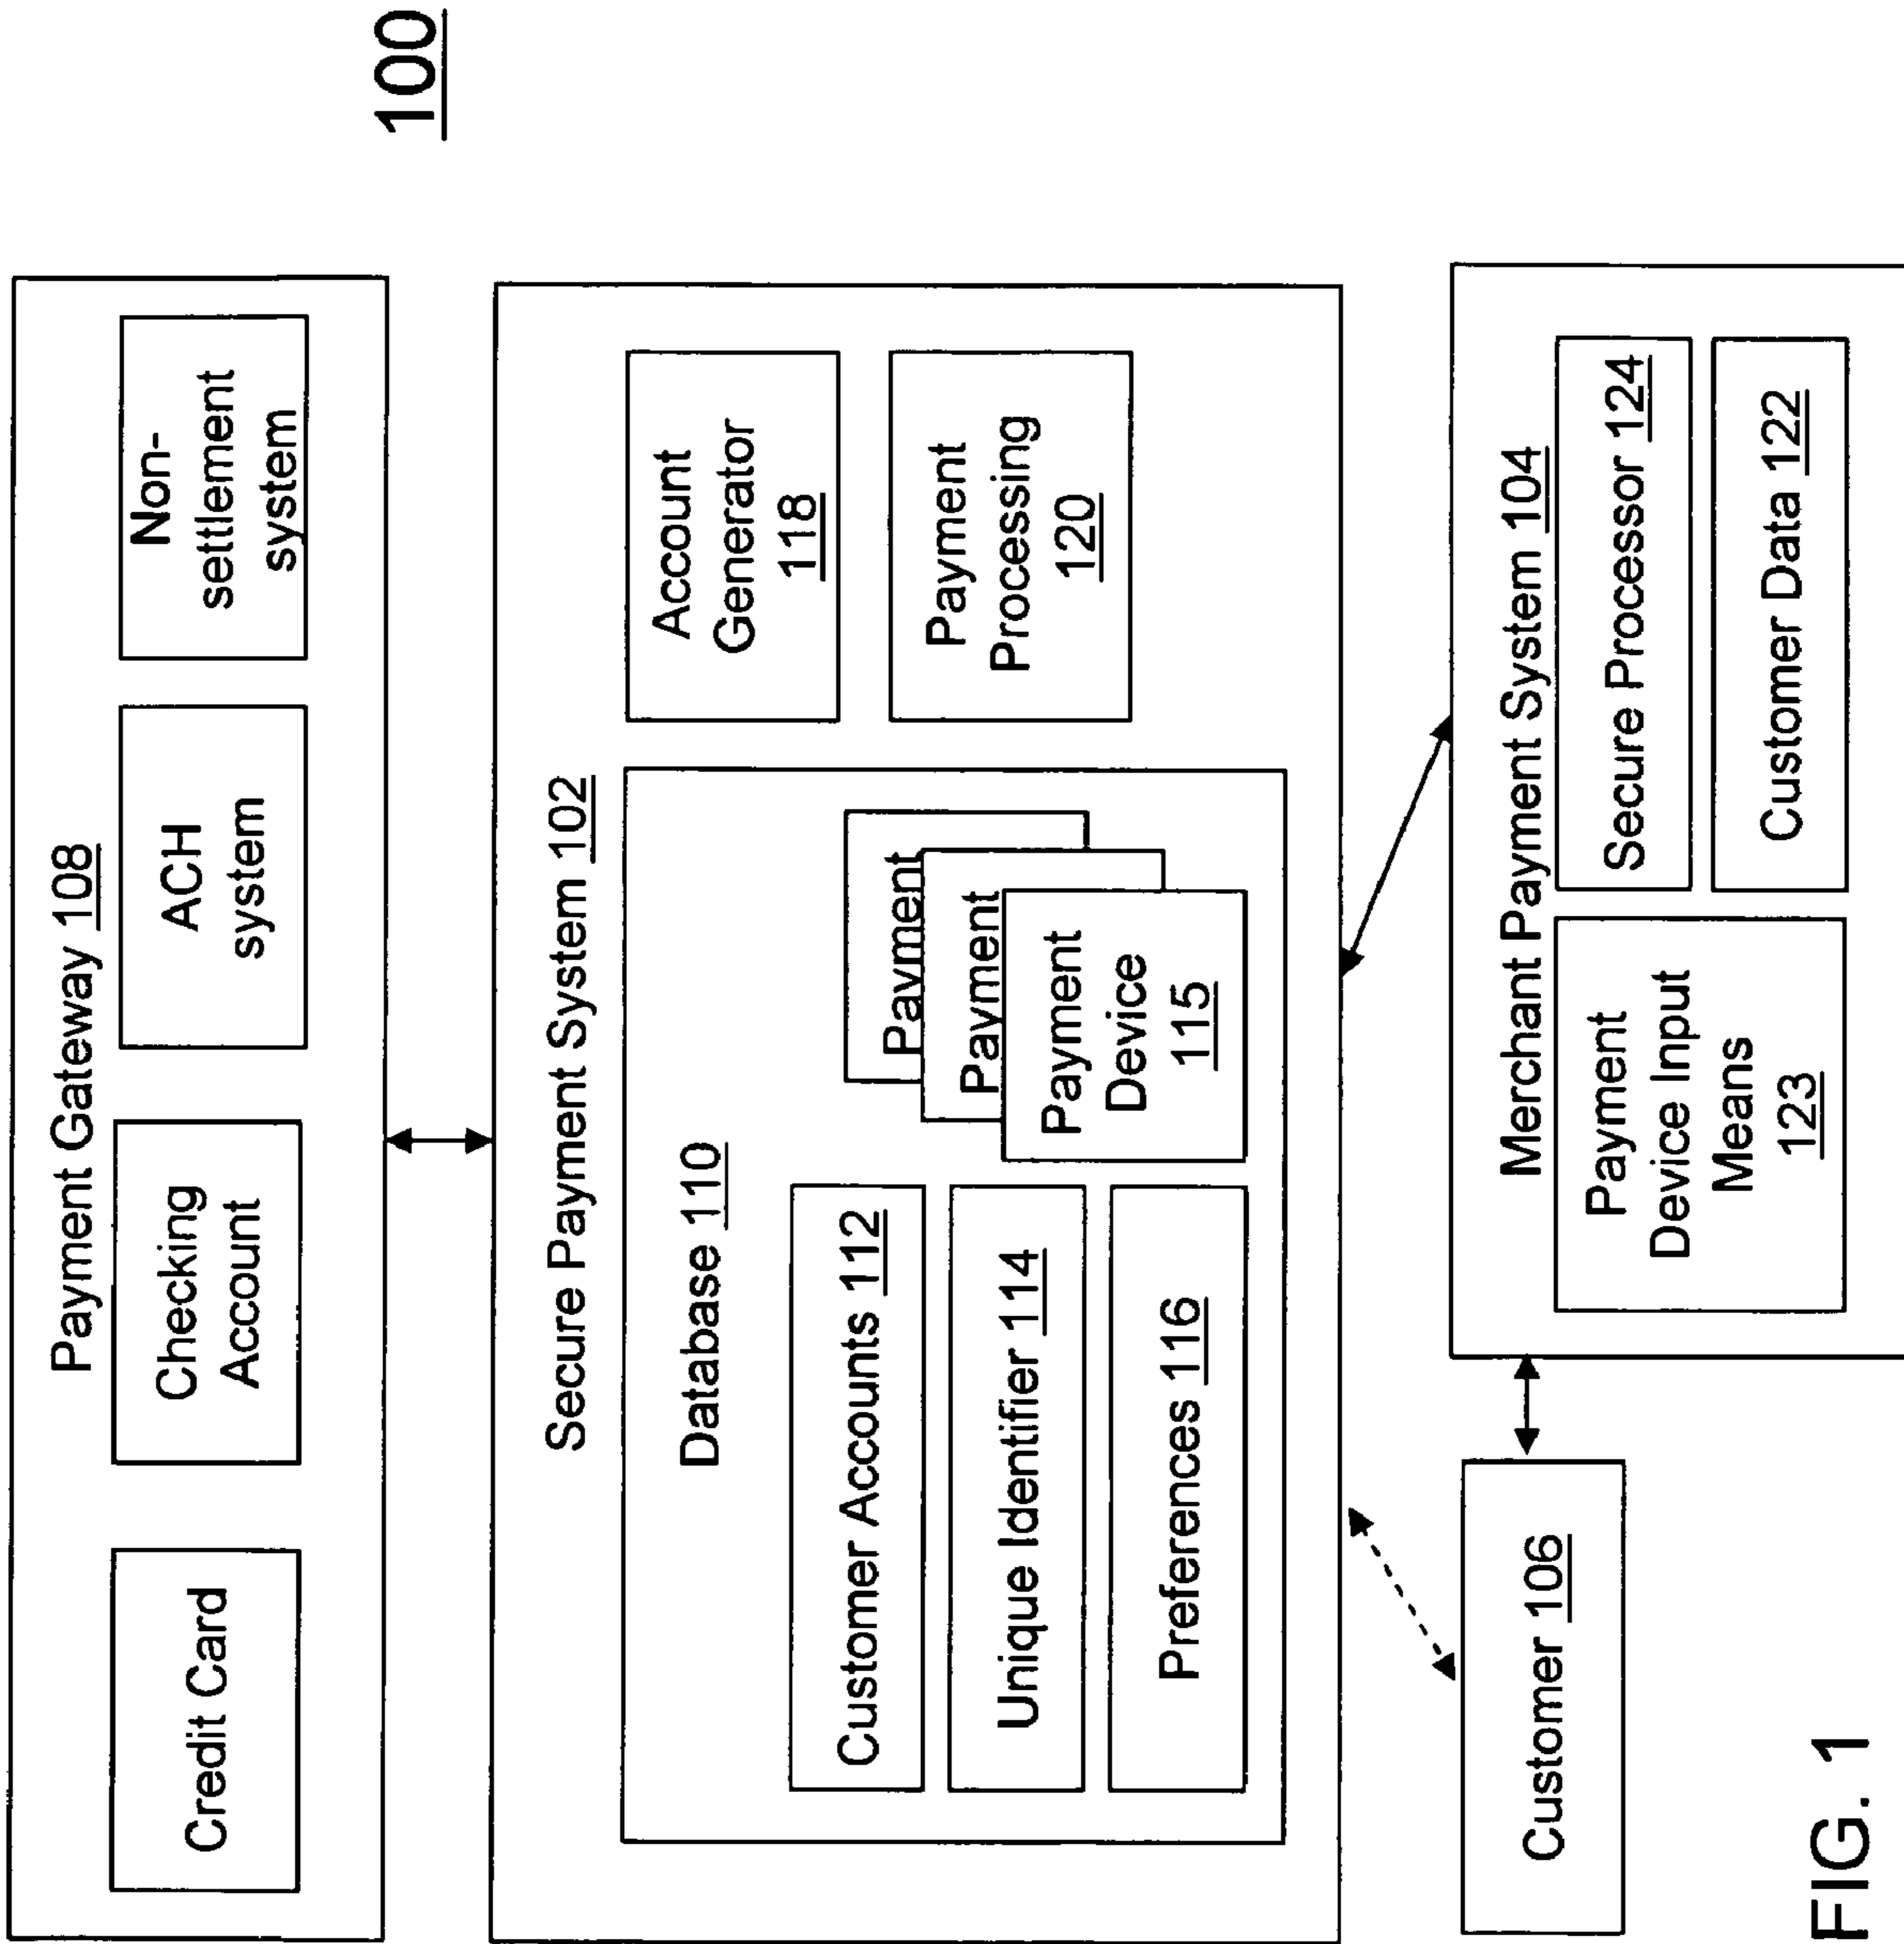 100
Payment Gateway 108
Credit Card
Checking
Account
ACH
system
Non-
settlement
system
Secure Payment System 102
Database 110
Customer Accounts 112
Unique Identifier 114
Preferences 116
Payment
Payment
Payment
Device
115
Account
Generator
118
Payment
Processing
120
Customer 106
Merchant Payment System 104
Payment
Device Input
Means
123
Secure Processor 124
Customer Data 122
FIG. 1